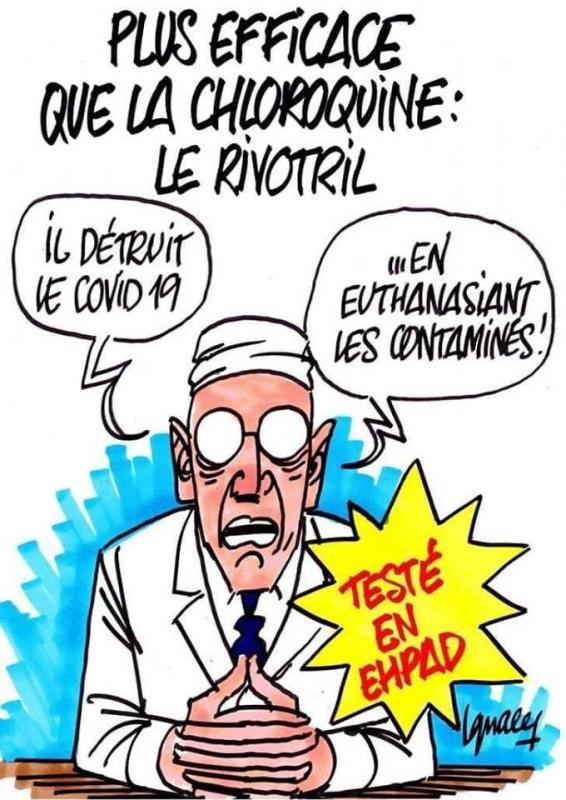 PLUS EFFICACE
QUE LA CHLOROQUINE:
LE RIVOTRIL
IL DÉTRUIT
LE COVID 19
...EN
EUTHANASIANT
LES CONTAMINÉS!
TESTÉ
EN
EHPAD
Ignace